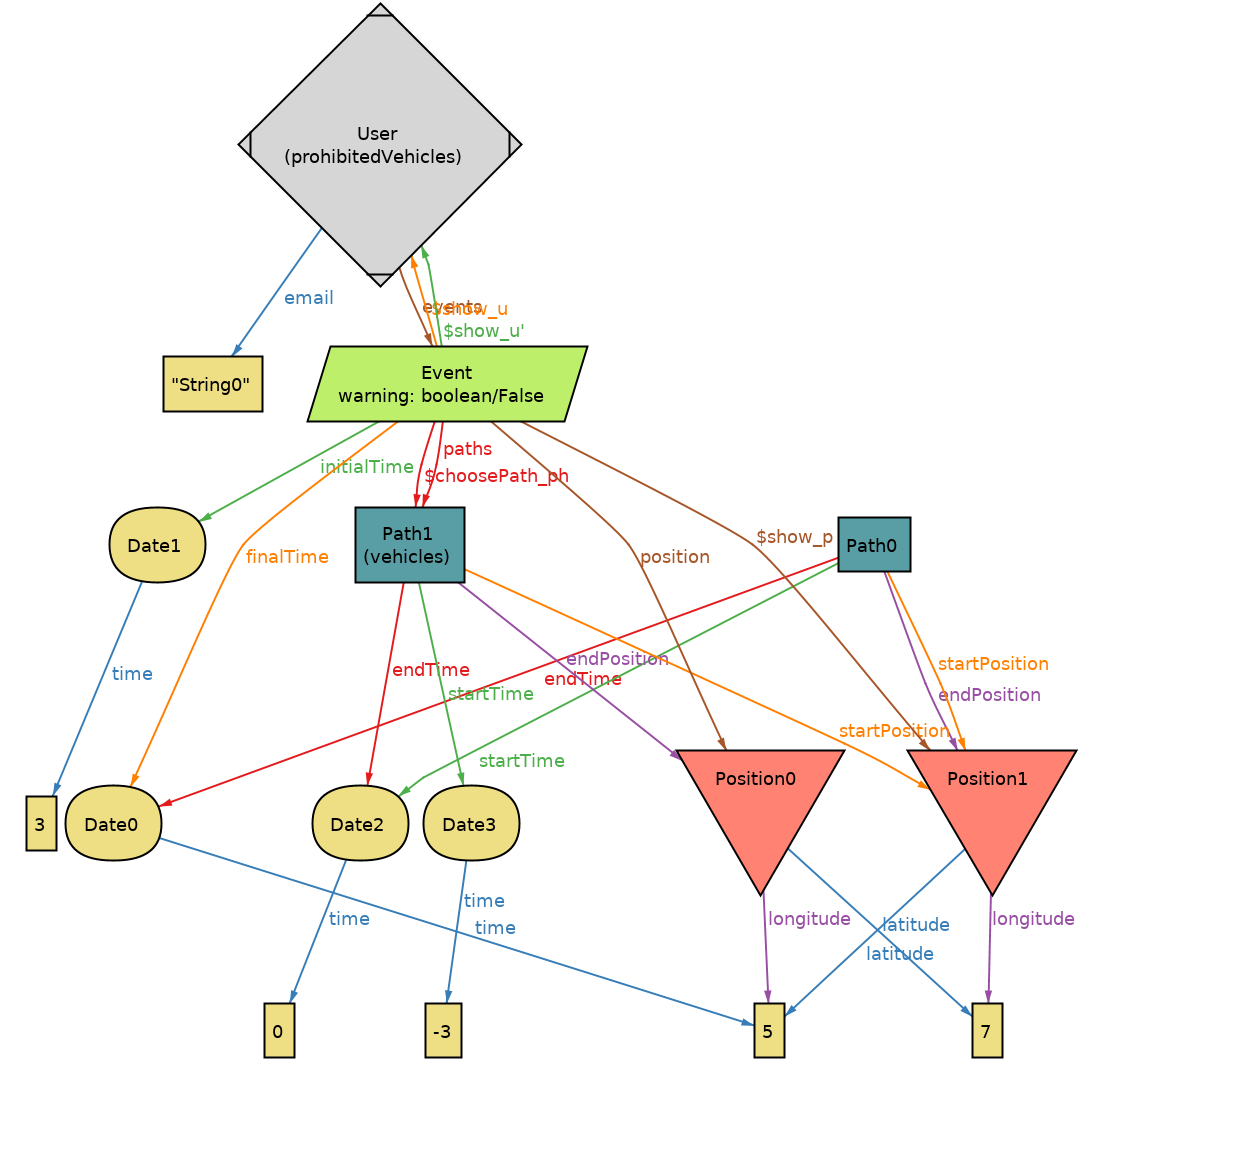 User
(prohibitedVehicles)
email
events
$show_u
$show_u'
"String0"
Event
warning: boolean/False
paths
initialTime
$choosePath_ph
Date1
finalTime
Path1
(vehicles)
position
$show_p
Path0
time
endTime
startTime
endPosition
endTime
startPosition
endPosition
startPosition
startTime
3
Date0
Date2
Date3
Position0
Position1
time
time
time
longitude
latitude
latitude
longitude
0
-3
5
7